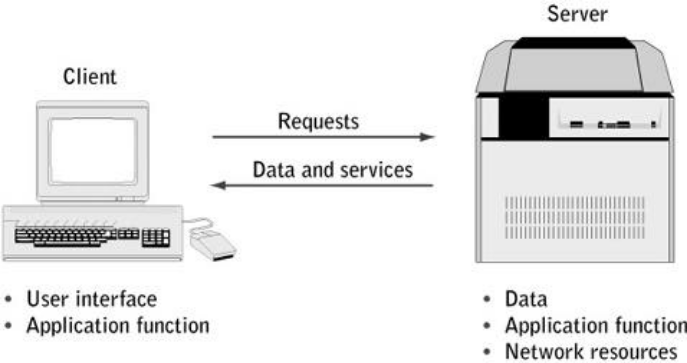 Server
Client
Requests
Data and services
• User interface
• Application function
• Data
• Application function
• Network resources